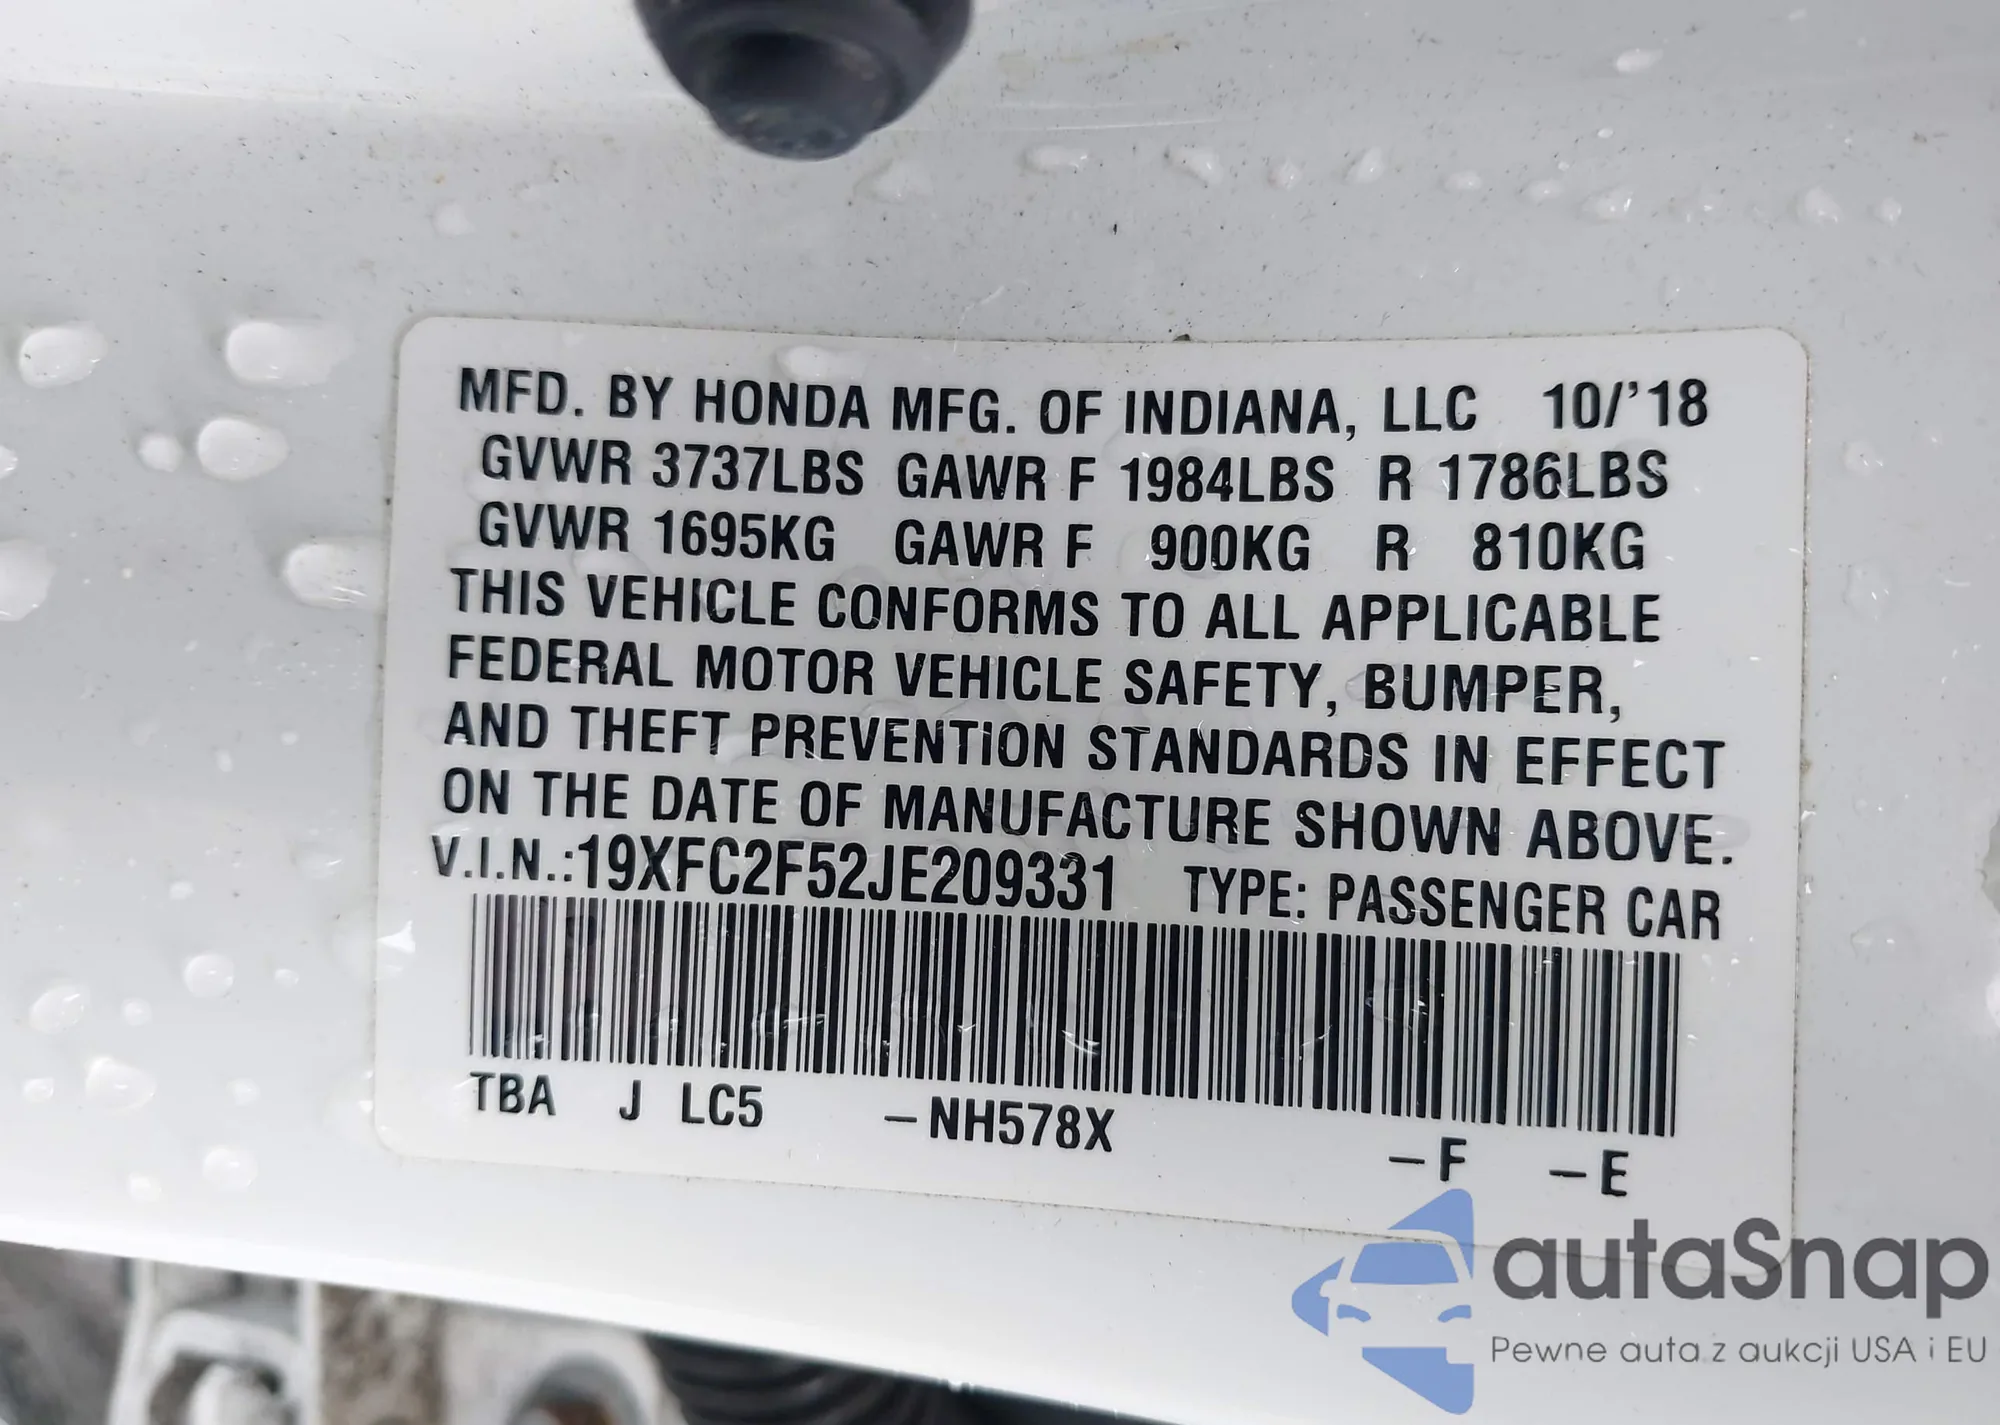 MFD. BY HONDA MFG. OF INDIANA, LLC 10/'18
GVWR 3737LBS GAWR F 1984LBS R 1786LBS
GVWR 1695KG GAWR F 900KG R 810KG
THIS VEHICLE CONFORMS TO ALL APPLICABLE
FEDERAL MOTOR VEHICLE SAFETY, BUMPER,
AND THEFT PREVENTION STANDARDS IN EFFECT
ON THE DATE OF MANUFACTURE SHOWN ABOVE.
V.I.N.:19XFC2F52JE209331 TYPE: PASSENGER CAR
TBA J LC5 –NH578X –F –E
autaSnap
Pewne auta z aukcji USA i EU